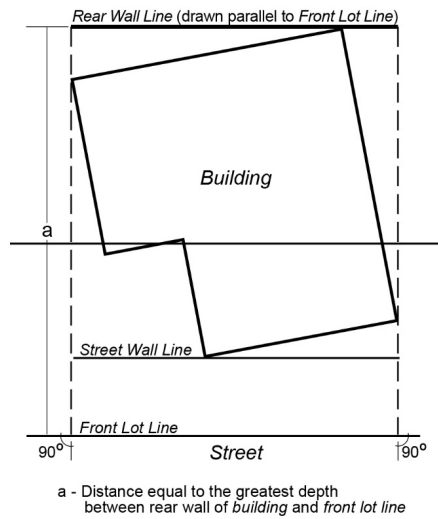 Rear Wall Line (drawn parallel to Front Lot Line)
Building
a
Street Wall Line
Front Lot Line
90° Street 90°
a - Distance equal to the greatest depth
between rear wall of building and front lot line